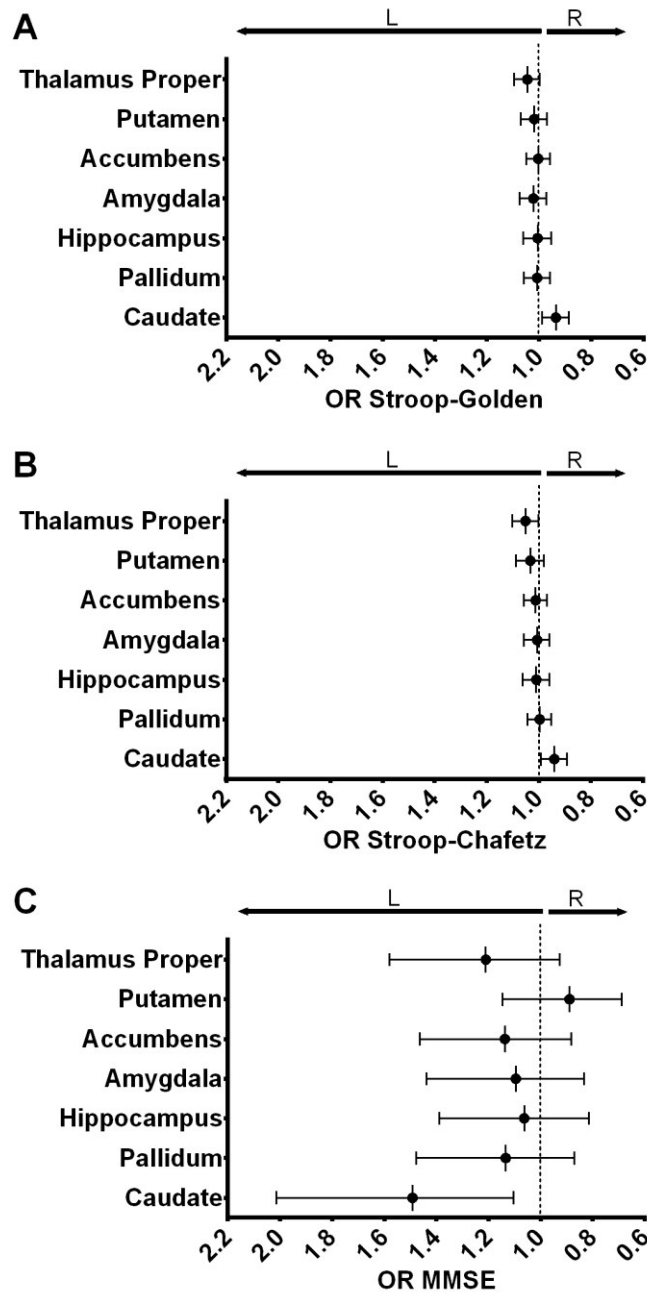 A
L R
Thalamus Proper
Putamen
Accumbens
Amygdala
Hippocampus
Pallidum
Caudate
2.2 2.0 1.8 1.6 1.4 1.2 1.0 0.8 0.6
OR Stroop-Golden
B
L R
Thalamus Proper
Putamen
Accumbens
Amygdala
Hippocampus
Pallidum
Caudate
2.2 2.0 1.8 1.6 1.4 1.2 1.0 0.8 0.6
OR Stroop-Chafetz
C
L R
Thalamus Proper
Putamen
Accumbens
Amygdala
Hippocampus
Pallidum
Caudate
2.2 2.0 1.8 1.6 1.4 1.2 1.0 0.8 0.6
OR MMSE